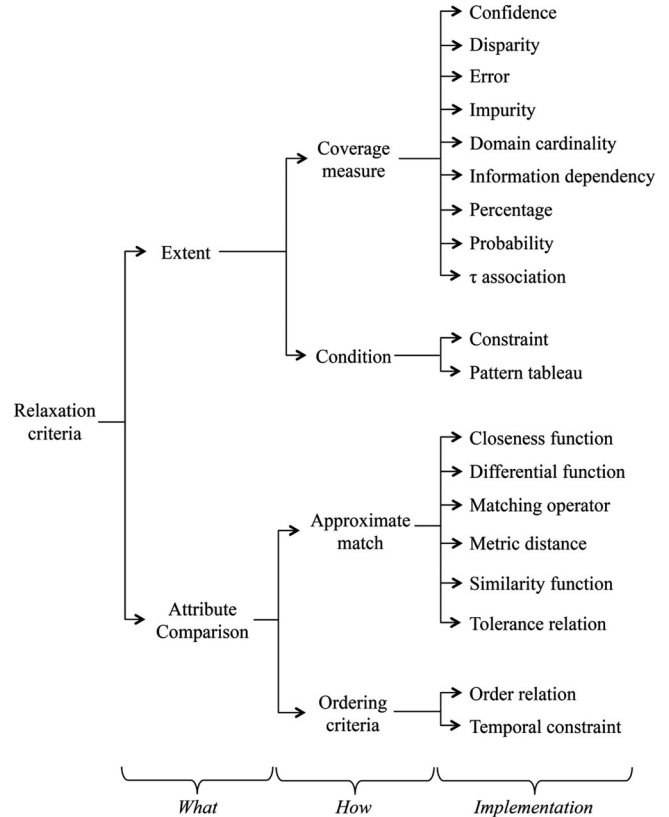 Confidence
Disparity
Error
Impurity
Coverage
measure
Domain cardinality
Information dependency
Percentage
Probability
Extent
τ association
Constraint
Condition
Pattern tableau
Relaxation
criteria
Closeness function
Differential function
Matching operator
Approximate
match
Metric distance
Similarity function
Attribute
Comparison
Tolerance relation
Order relation
Ordering
criteria
Temporal constraint
What
How
Implementation